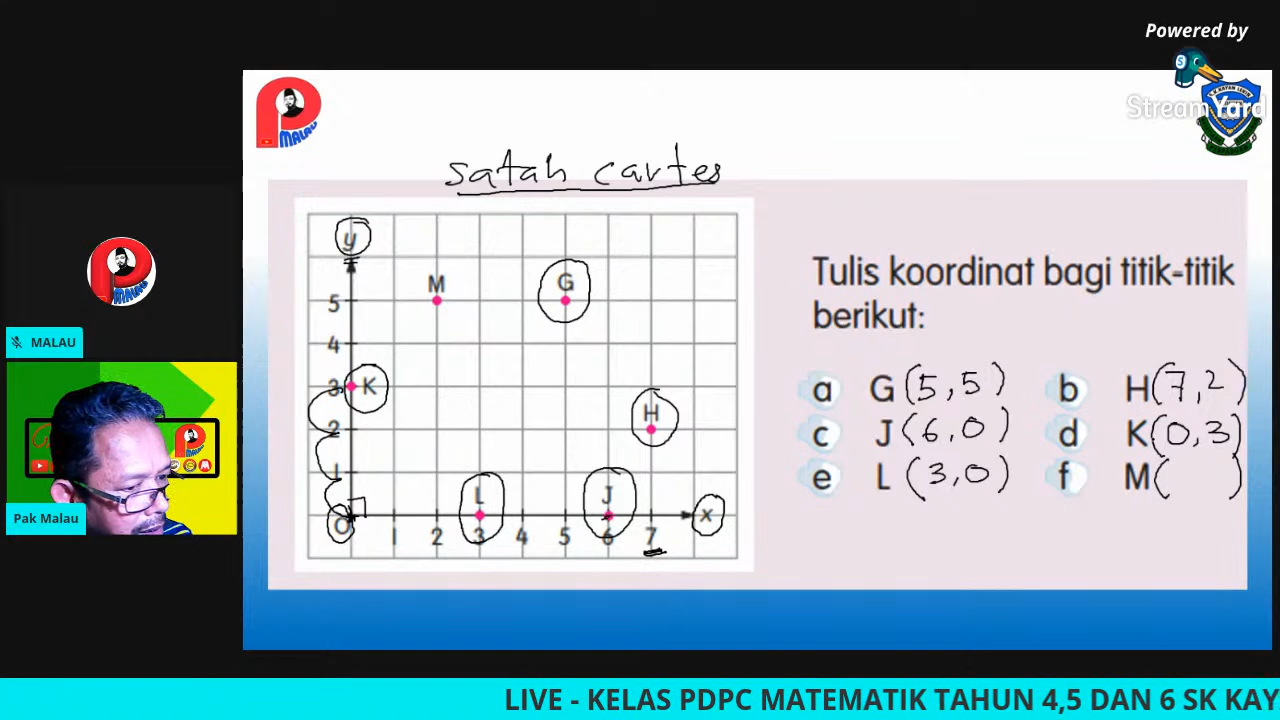 Powered by
StreamYard
P
MALAU
satah cartes
y
M
G
5
4
3
K
H
2
1
L
J
x
O
1
2
3
4
5
6
7
Tulis koordinat bagi titik-titik
berikut:
a G (5,5) b H (7,2)
c J (6,0) d K (0,3)
e L (3,0) f M ( )
P
MALAU
MALAU
Pak Malau
LIVE - KELAS PDPC MATEMATIK TAHUN 4,5 DAN 6 SK KAY